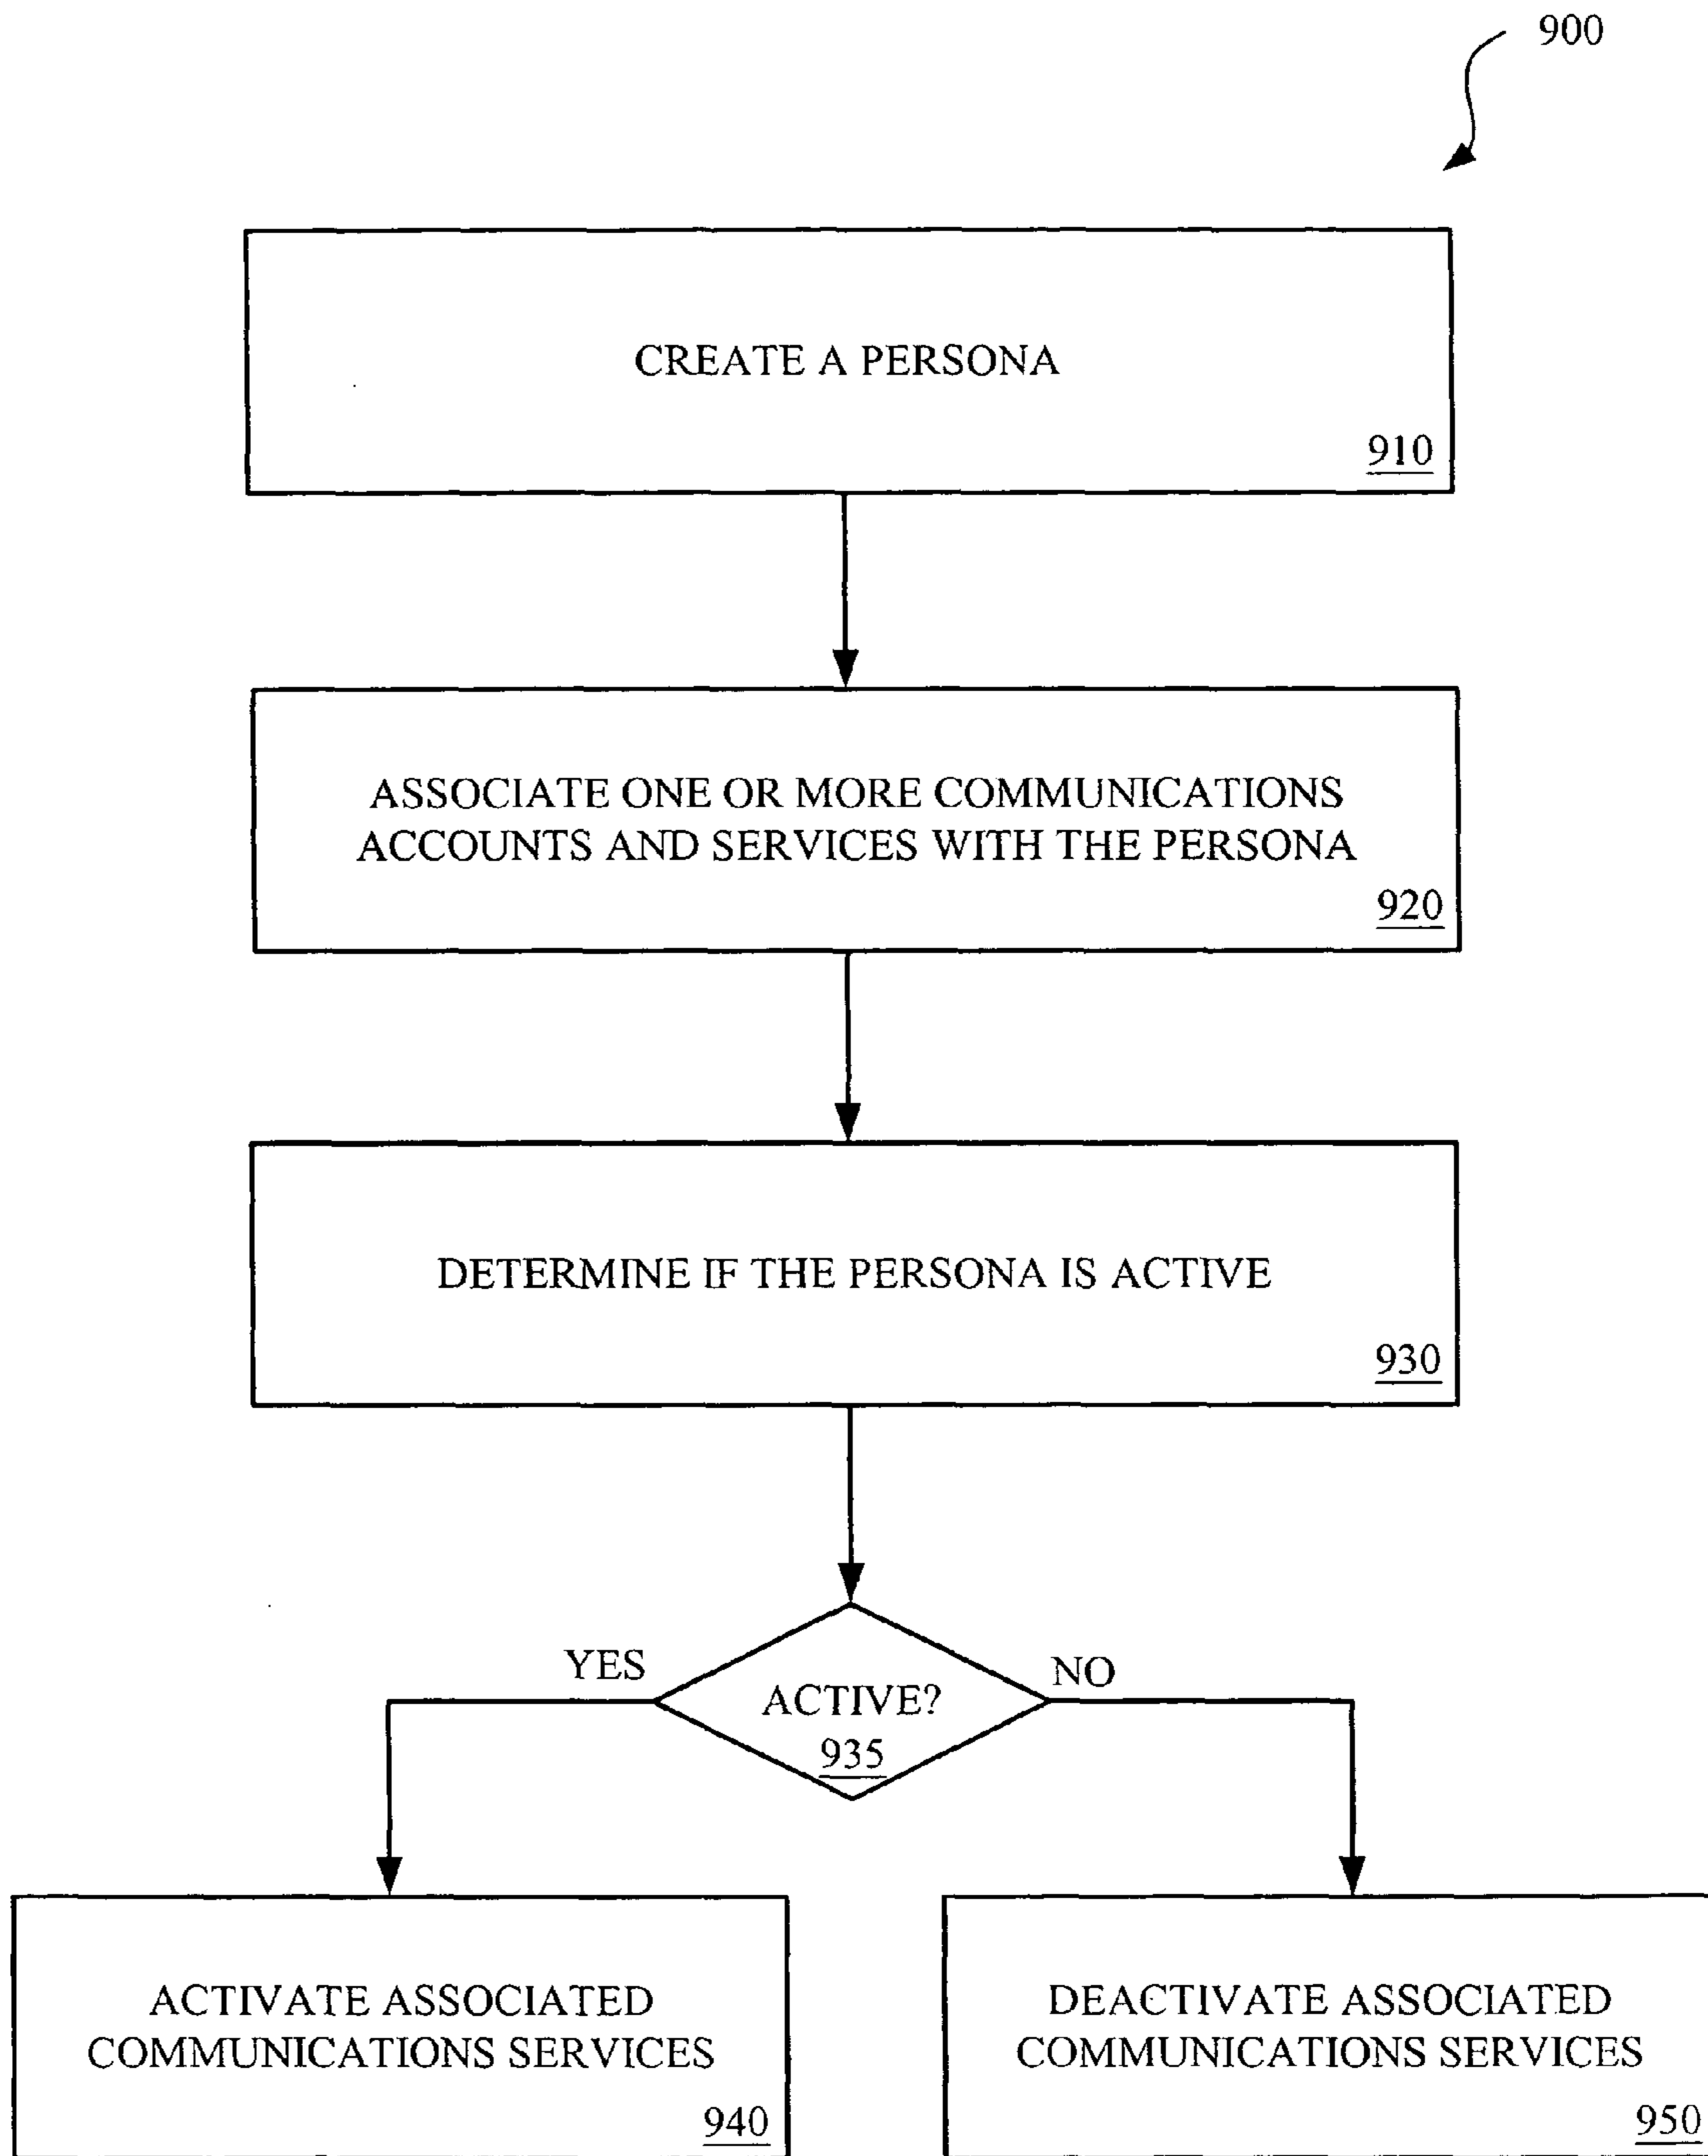 900
CREATE A PERSONA
910
ASSOCIATE ONE OR MORE COMMUNICATIONS
ACCOUNTS AND SERVICES WITH THE PERSONA
920
DETERMINE IF THE PERSONA IS ACTIVE
930
YES
NO
ACTIVE?
935
ACTIVATE ASSOCIATED
COMMUNICATIONS SERVICES
940
DEACTIVATE ASSOCIATED
COMMUNICATIONS SERVICES
950